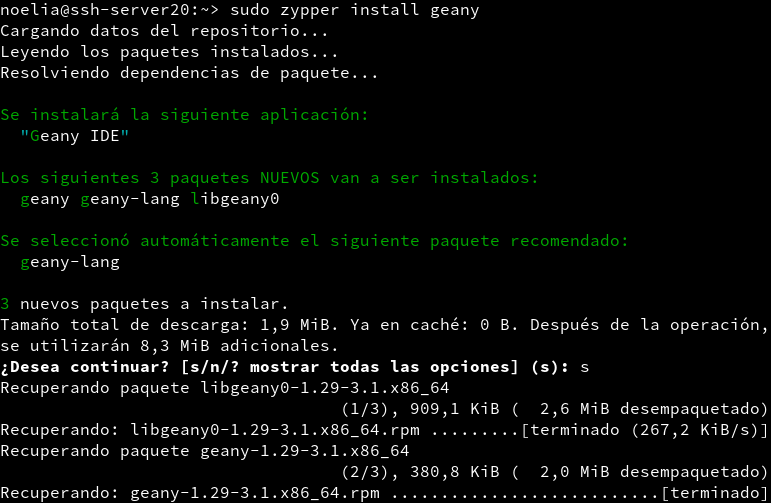 noelia@ssh-server20:~> sudo zypper install geany
Cargando datos del repositorio...
Leyendo los paquetes instalados...
Resolviendo dependencias de paquete...
Se instalará la siguiente aplicación:
"Geany IDE"
Los siguientes 3 paquetes NUEVOS van a ser instalados:
geany geany-lang libgeany0
Se seleccionó automáticamente el siguiente paquete recomendado:
geany-lang
3 nuevos paquetes a instalar.
Tamaño total de descarga: 1,9 MiB. Ya en caché: 0 B. Después de la operación,
se utilizarán 8,3 MiB adicionales.
¿Desea continuar? [s/n/? mostrar todas las opciones] (s): s
Recuperando paquete libgeany0-1.29-3.1.x86_64
(1/3), 909,1 KiB (  2,6 MiB desempaquetado)
Recuperando: libgeany0-1.29-3.1.x86_64.rpm .........[terminado (267,2 KiB/s)]
Recuperando paquete geany-1.29-3.1.x86_64
(2/3), 380,8 KiB (  2,0 MiB desempaquetado)
Recuperando: geany-1.29-3.1.x86_64.rpm ...........................[terminado]